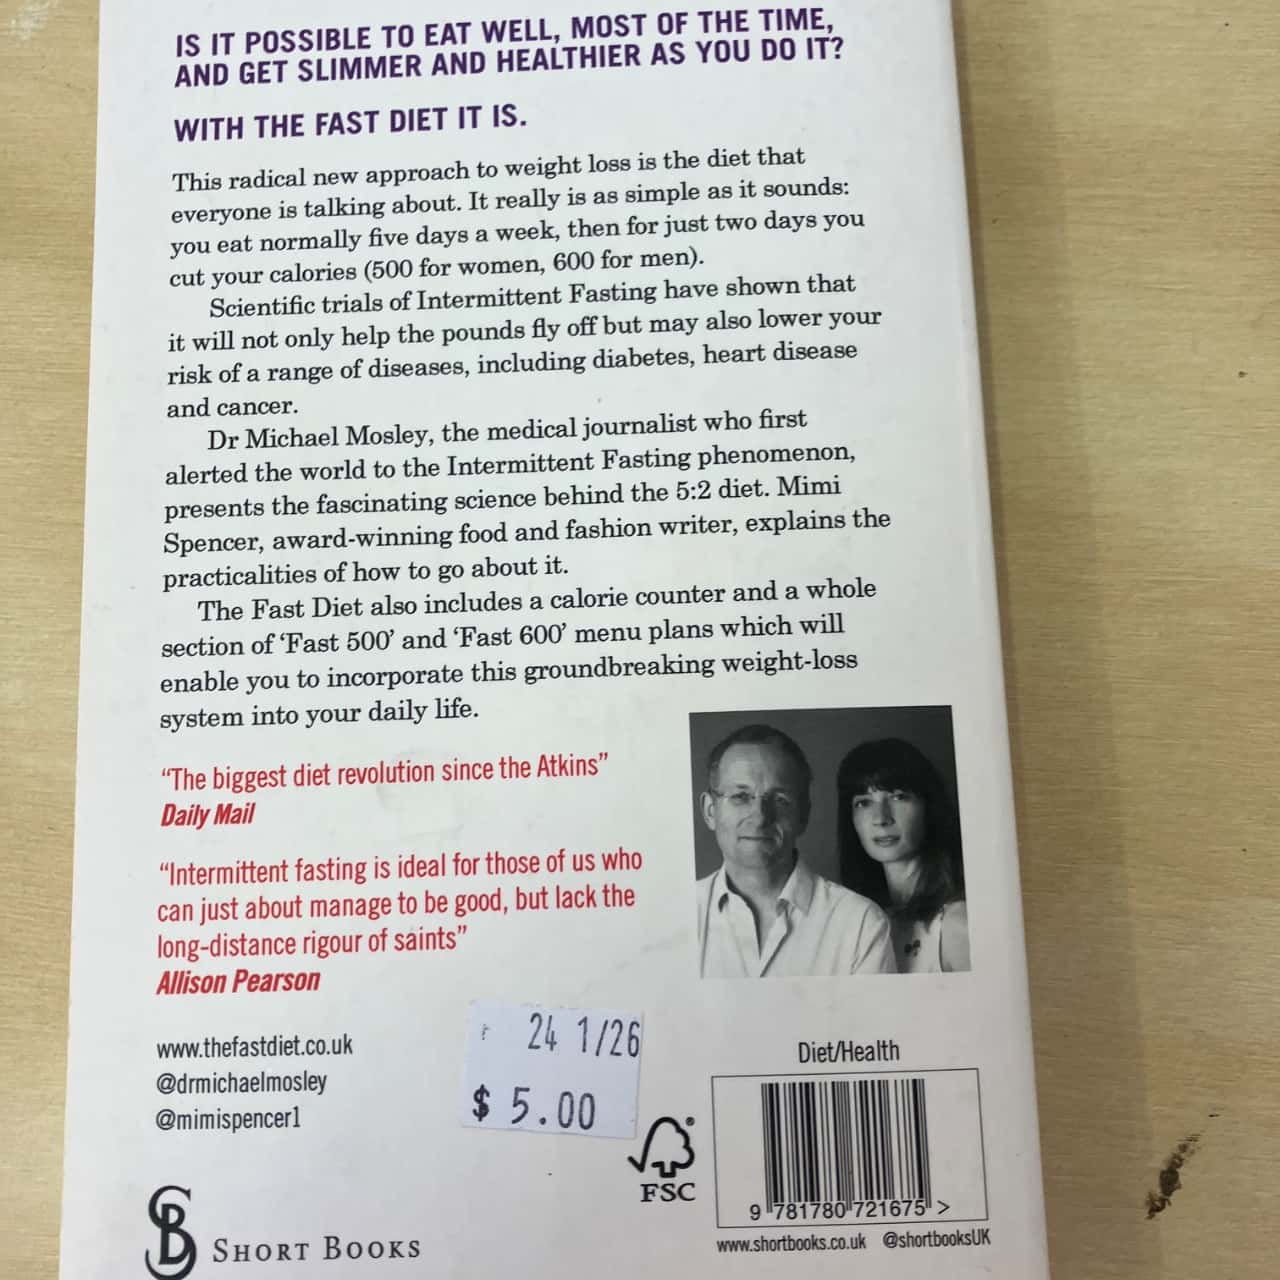 IS IT POSSIBLE TO EAT WELL, MOST OF THE TIME,
AND GET SLIMMER AND HEALTHIER AS YOU DO IT?
WITH THE FAST DIET IT IS.
This radical new approach to weight loss is the diet that
everyone is talking about. It really is as simple as it sounds:
you eat normally five days a week, then for just two days you
cut your calories (500 for women, 600 for men).
Scientific trials of Intermittent Fasting have shown that
it will not only help the pounds fly off but may also lower your
risk of a range of diseases, including diabetes, heart disease
and cancer.
Dr Michael Mosley, the medical journalist who first
alerted the world to the Intermittent Fasting phenomenon,
presents the fascinating science behind the 5:2 diet. Mimi
Spencer, award-winning food and fashion writer, explains the
practicalities of how to go about it.
The Fast Diet also includes a calorie counter and a whole
section of ‘Fast 500’ and ‘Fast 600’ menu plans which will
enable you to incorporate this groundbreaking weight-loss
system into your daily life.
“The biggest diet revolution since the Atkins”
Daily Mail
“Intermittent fasting is ideal for those of us who
can just about manage to be good, but lack the
long-distance rigour of saints”
Allison Pearson
www.thefastdiet.co.uk
@drmichaelmosley
@mimispencer1
24 1/26
$ 5.00
SB SHORT BOOKS
®
FSC
Diet/Health
9 781780 721675 >
www.shortbooks.co.uk @shortbooksUK